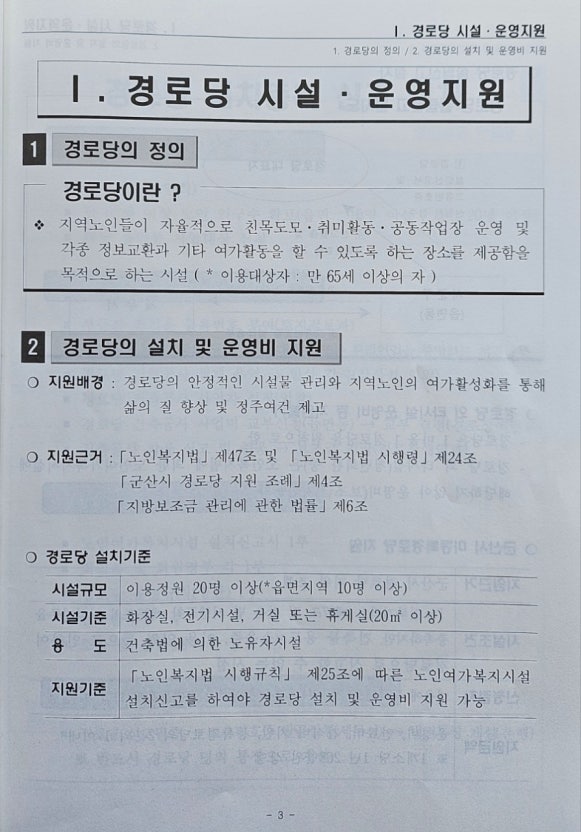 Ⅰ. 경로당 시설 · 운영지원
1. 경로당의 정의 / 2. 경로당의 설치 및 운영비 지원
Ⅰ. 경로당 시설 · 운영지원
1 경로당의 정의
경로당이란 ?
❖ 지역노인들이 자율적으로 친목도모·취미활동·공동작업장 운영 및
각종 정보교환과 기타 여가활동을 할 수 있도록 하는 장소를 제공함을
목적으로 하는 시설 ( * 이용대상자 : 만 65세 이상의 자 )
2 경로당의 설치 및 운영비 지원
❍ 지원배경 : 경로당의 안정적인 시설물 관리와 지역노인의 여가활성화를 통해
삶의 질 향상 및 정주여건 제고
❍ 지원근거 : 「노인복지법」 제47조 및 「노인복지법 시행령」 제24조
「군산시 경로당 지원 조례」 제4조
「지방보조금 관리에 관한 법률」 제6조
❍ 경로당 설치기준
시설규모 이용정원 20명 이상(*읍면지역 10명 이상)
시설기준 화장실, 전기시설, 거실 또는 휴게실(20㎡ 이상)
용 도 건축법에 의한 노유자시설
지원기준 「노인복지법 시행규칙」 제25조에 따른 노인여가복지시설
설치신고를 하여야 경로당 설치 및 운영비 지원 가능
- 3 -